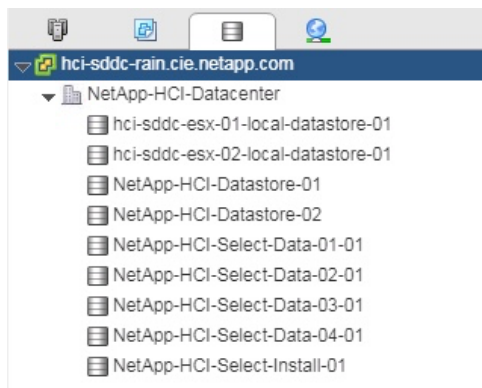 hci-sddc-rain.cie.netapp.com
NetApp-HCI-Datacenter
hci-sddc-esx-01-local-datastore-01
hci-sddc-esx-02-local-datastore-01
NetApp-HCI-Datastore-01
NetApp-HCI-Datastore-02
NetApp-HCI-Select-Data-01-01
NetApp-HCI-Select-Data-02-01
NetApp-HCI-Select-Data-03-01
NetApp-HCI-Select-Data-04-01
NetApp-HCI-Select-Install-01